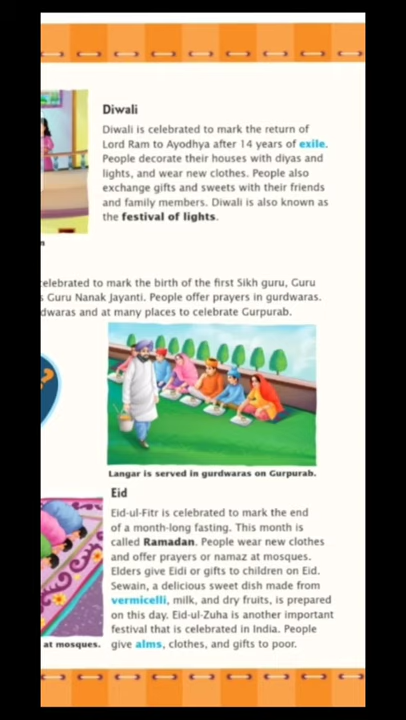 Diwali
Diwali is celebrated to mark the return of
Lord Ram to Ayodhya after 14 years of exile.
People decorate their houses with diyas and
lights, and wear new clothes. People also
exchange gifts and sweets with their friends
and family members. Diwali is also known as
the festival of lights.
elebrated to mark the birth of the first Sikh guru, Guru
s Guru Nanak Jayanti. People offer prayers in gurdwaras.
dwaras and at many places to celebrate Gurpurab.
?
Langar is served in gurdwaras on Gurpurab.
Eid
Eid-ul-Fitr is celebrated to mark the end
of a month-long fasting. This month is
called Ramadan. People wear new clothes
and offer prayers or namaz at mosques.
Elders give Eidi or gifts to children on Eid.
Sewain, a delicious sweet dish made from
vermicelli, milk, and dry fruits, is prepared
on this day. Eid-ul-Zuha is another important
festival that is celebrated in India. People
give alms, clothes, and gifts to poor.
at mosques.